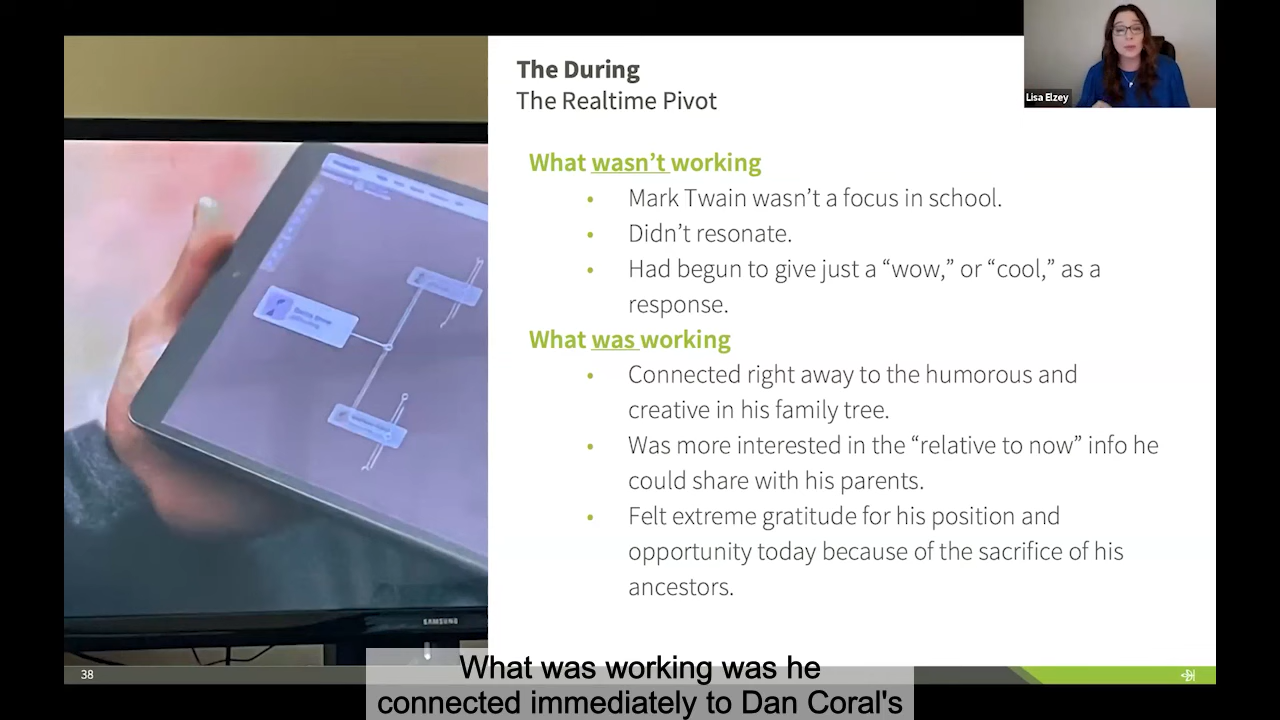 The During
The Realtime Pivot
Lisa Elzey
What wasn’t working
• Mark Twain wasn’t a focus in school.
• Didn’t resonate.
• Had begun to give just a “wow,” or “cool,” as a
response.
What was working
• Connected right away to the humorous and
creative in his family tree.
• Was more interested in the “relative to now” info he
could share with his parents.
• Felt extreme gratitude for his position and
opportunity today because of the sacrifice of his
ancestors.
SAMSUNG
38
What was working was he
connected immediately to Dan Coral's